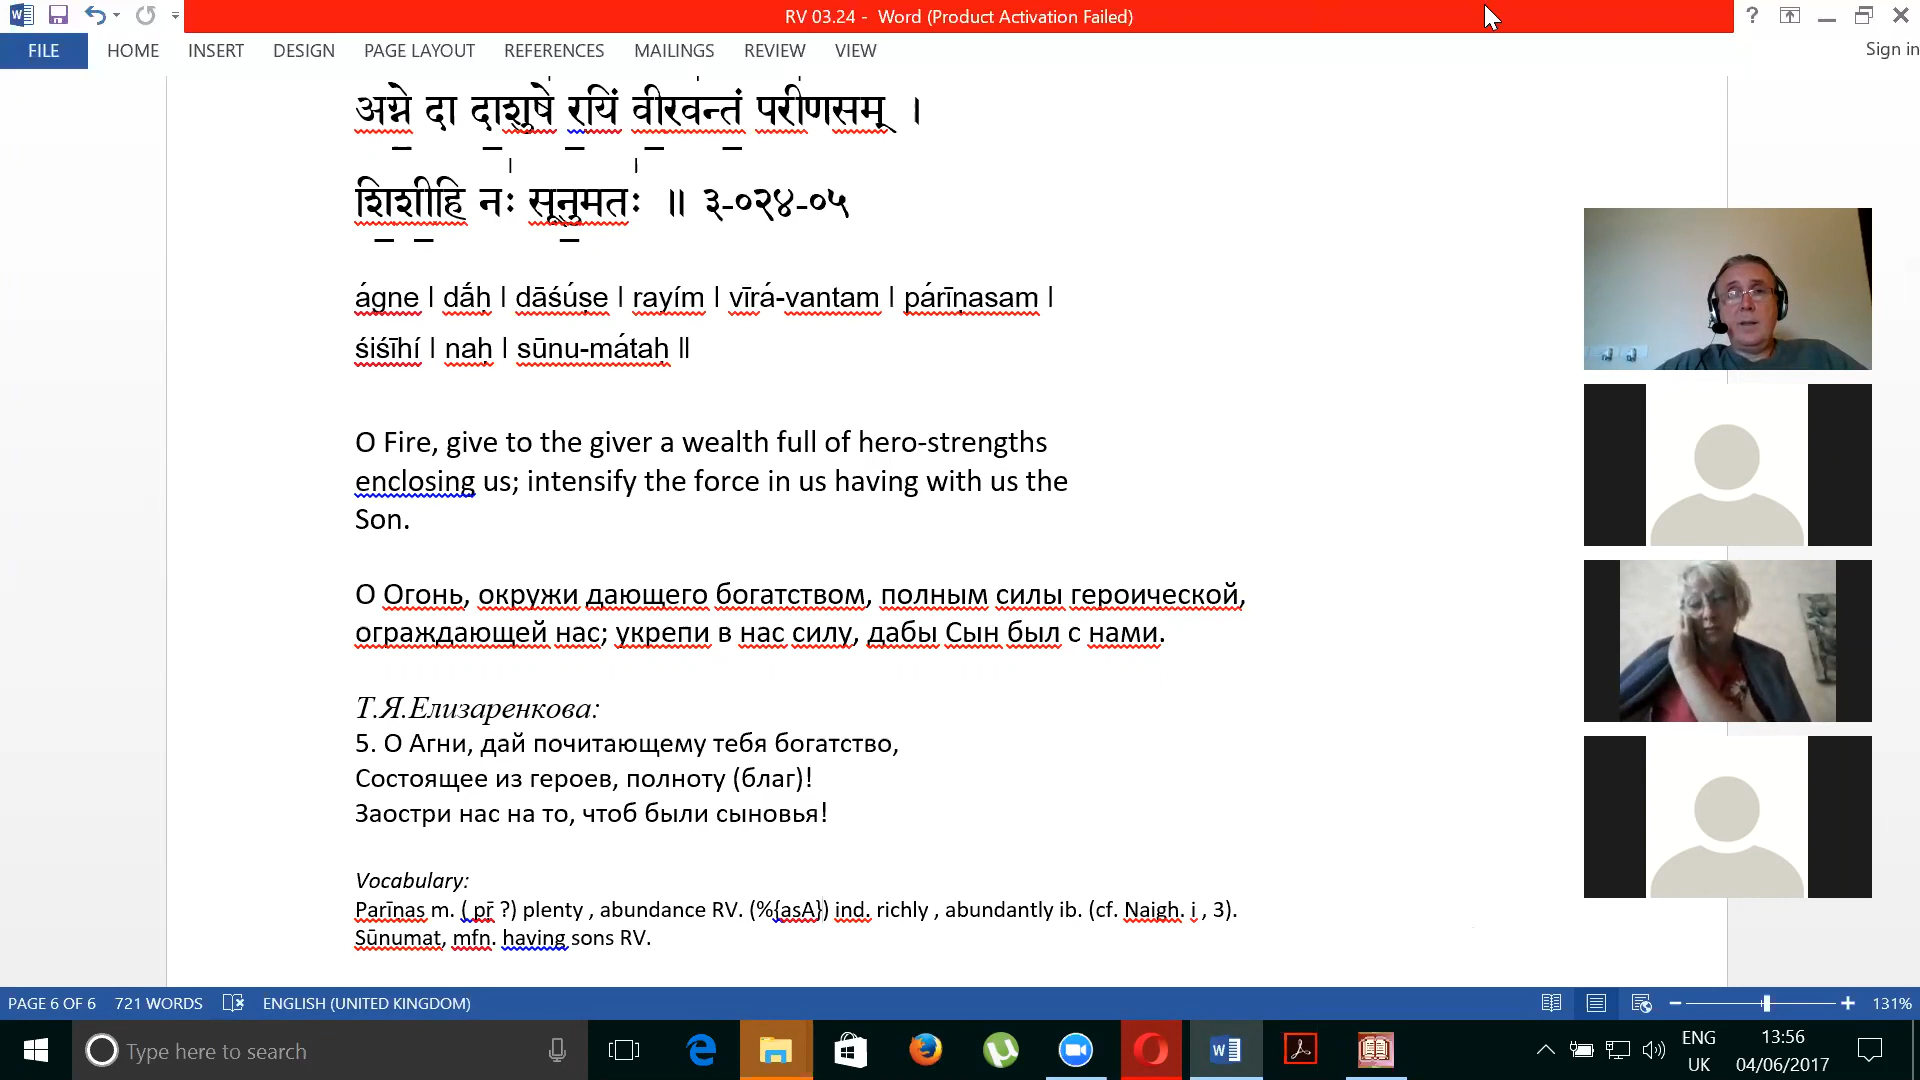 RV 03.24 - Word (Product Activation Failed)
FILE HOME INSERT DESIGN PAGE LAYOUT REFERENCES MAILINGS REVIEW VIEW Sign in
अग्ने दा दाशुषे रयिं वीरवन्तं परीणसम् ।
शिशीहि नः सूनुमतः ॥ ३-०२४-०५
ágne | dā́ḥ | dāśúṣe | rayím | vīrá-vantam | párīṇasam |
śiśīhí | naḥ | sūnu-mátaḥ ||
O Fire, give to the giver a wealth full of hero-strengths
enclosing us; intensify the force in us having with us the
Son.
О Огонь, окружи дающего богатством, полным силы героической,
ограждающей нас; укрепи в нас силу, дабы Сын был с нами.
Т.Я.Елизаренкова:
5. О Агни, дай почитающему тебя богатство,
Состоящее из героев, полноту (благ)!
Заостри нас на то, чтоб были сыновья!
Vocabulary:
Parīṇas m. ( pr̄ ?) plenty , abundance RV. (%{asA}) ind. richly , abundantly ib. (cf. Naigh. i , 3).
Sūnumat, mfn. having sons RV.
PAGE 6 OF 6 721 WORDS ENGLISH (UNITED KINGDOM) 131%
Type here to search
ENG 13:56
UK 04/06/2017